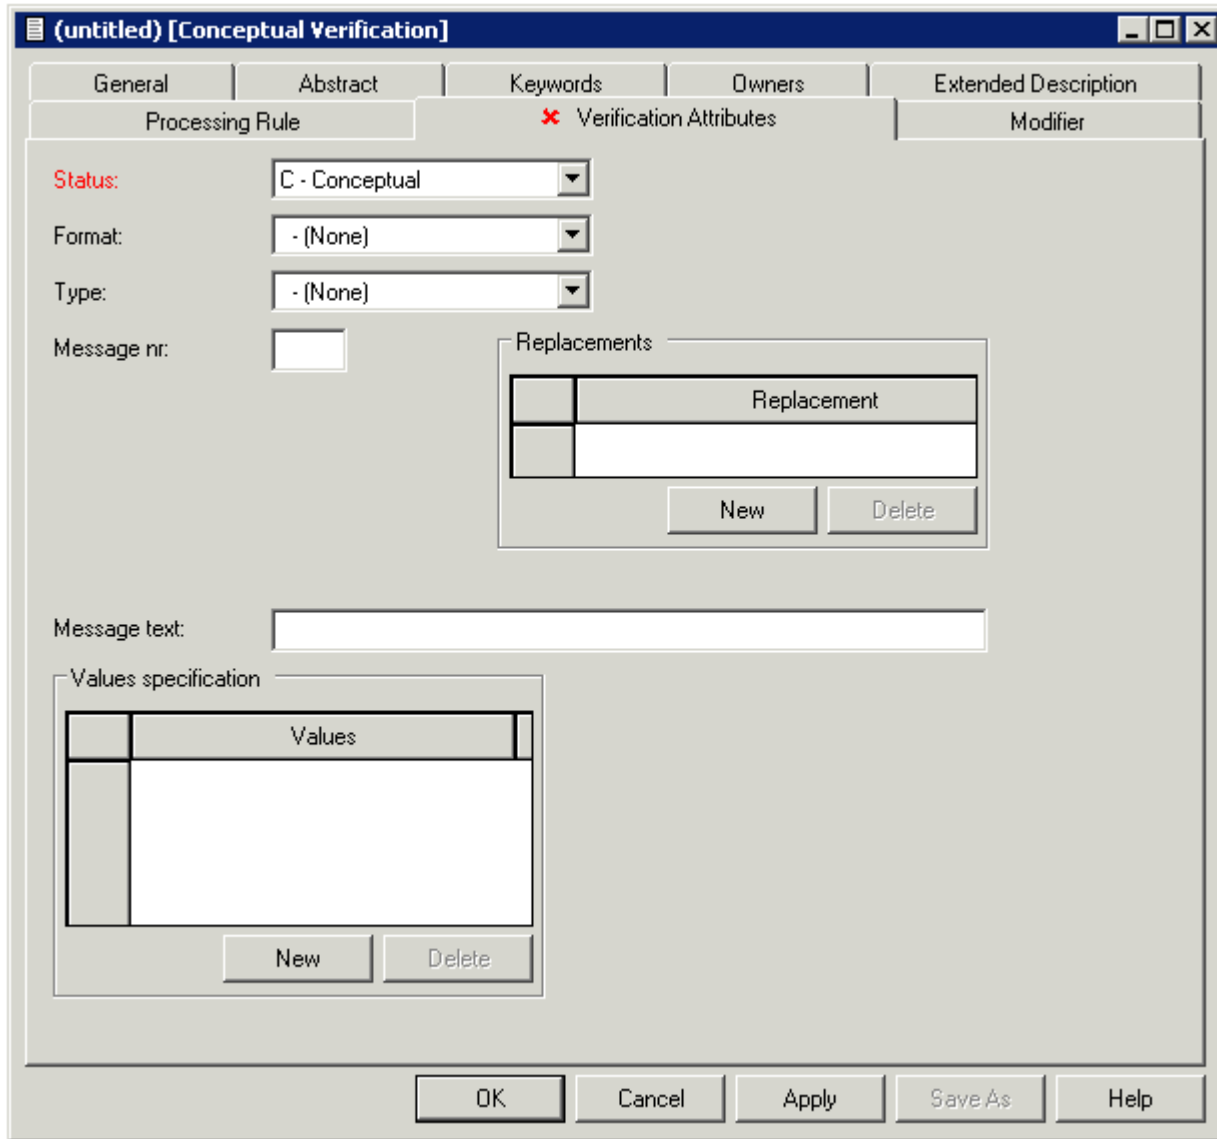 (untitled) [Conceptual Verification]
General Abstract Keywords Owners Extended Description
Processing Rule Verification Attributes Modifier
Status: C - Conceptual
Format: - (None)
Type: - (None)
Message nr:
Replacements
Replacement
New Delete
Message text:
Values specification
Values
New Delete
OK Cancel Apply Save As Help